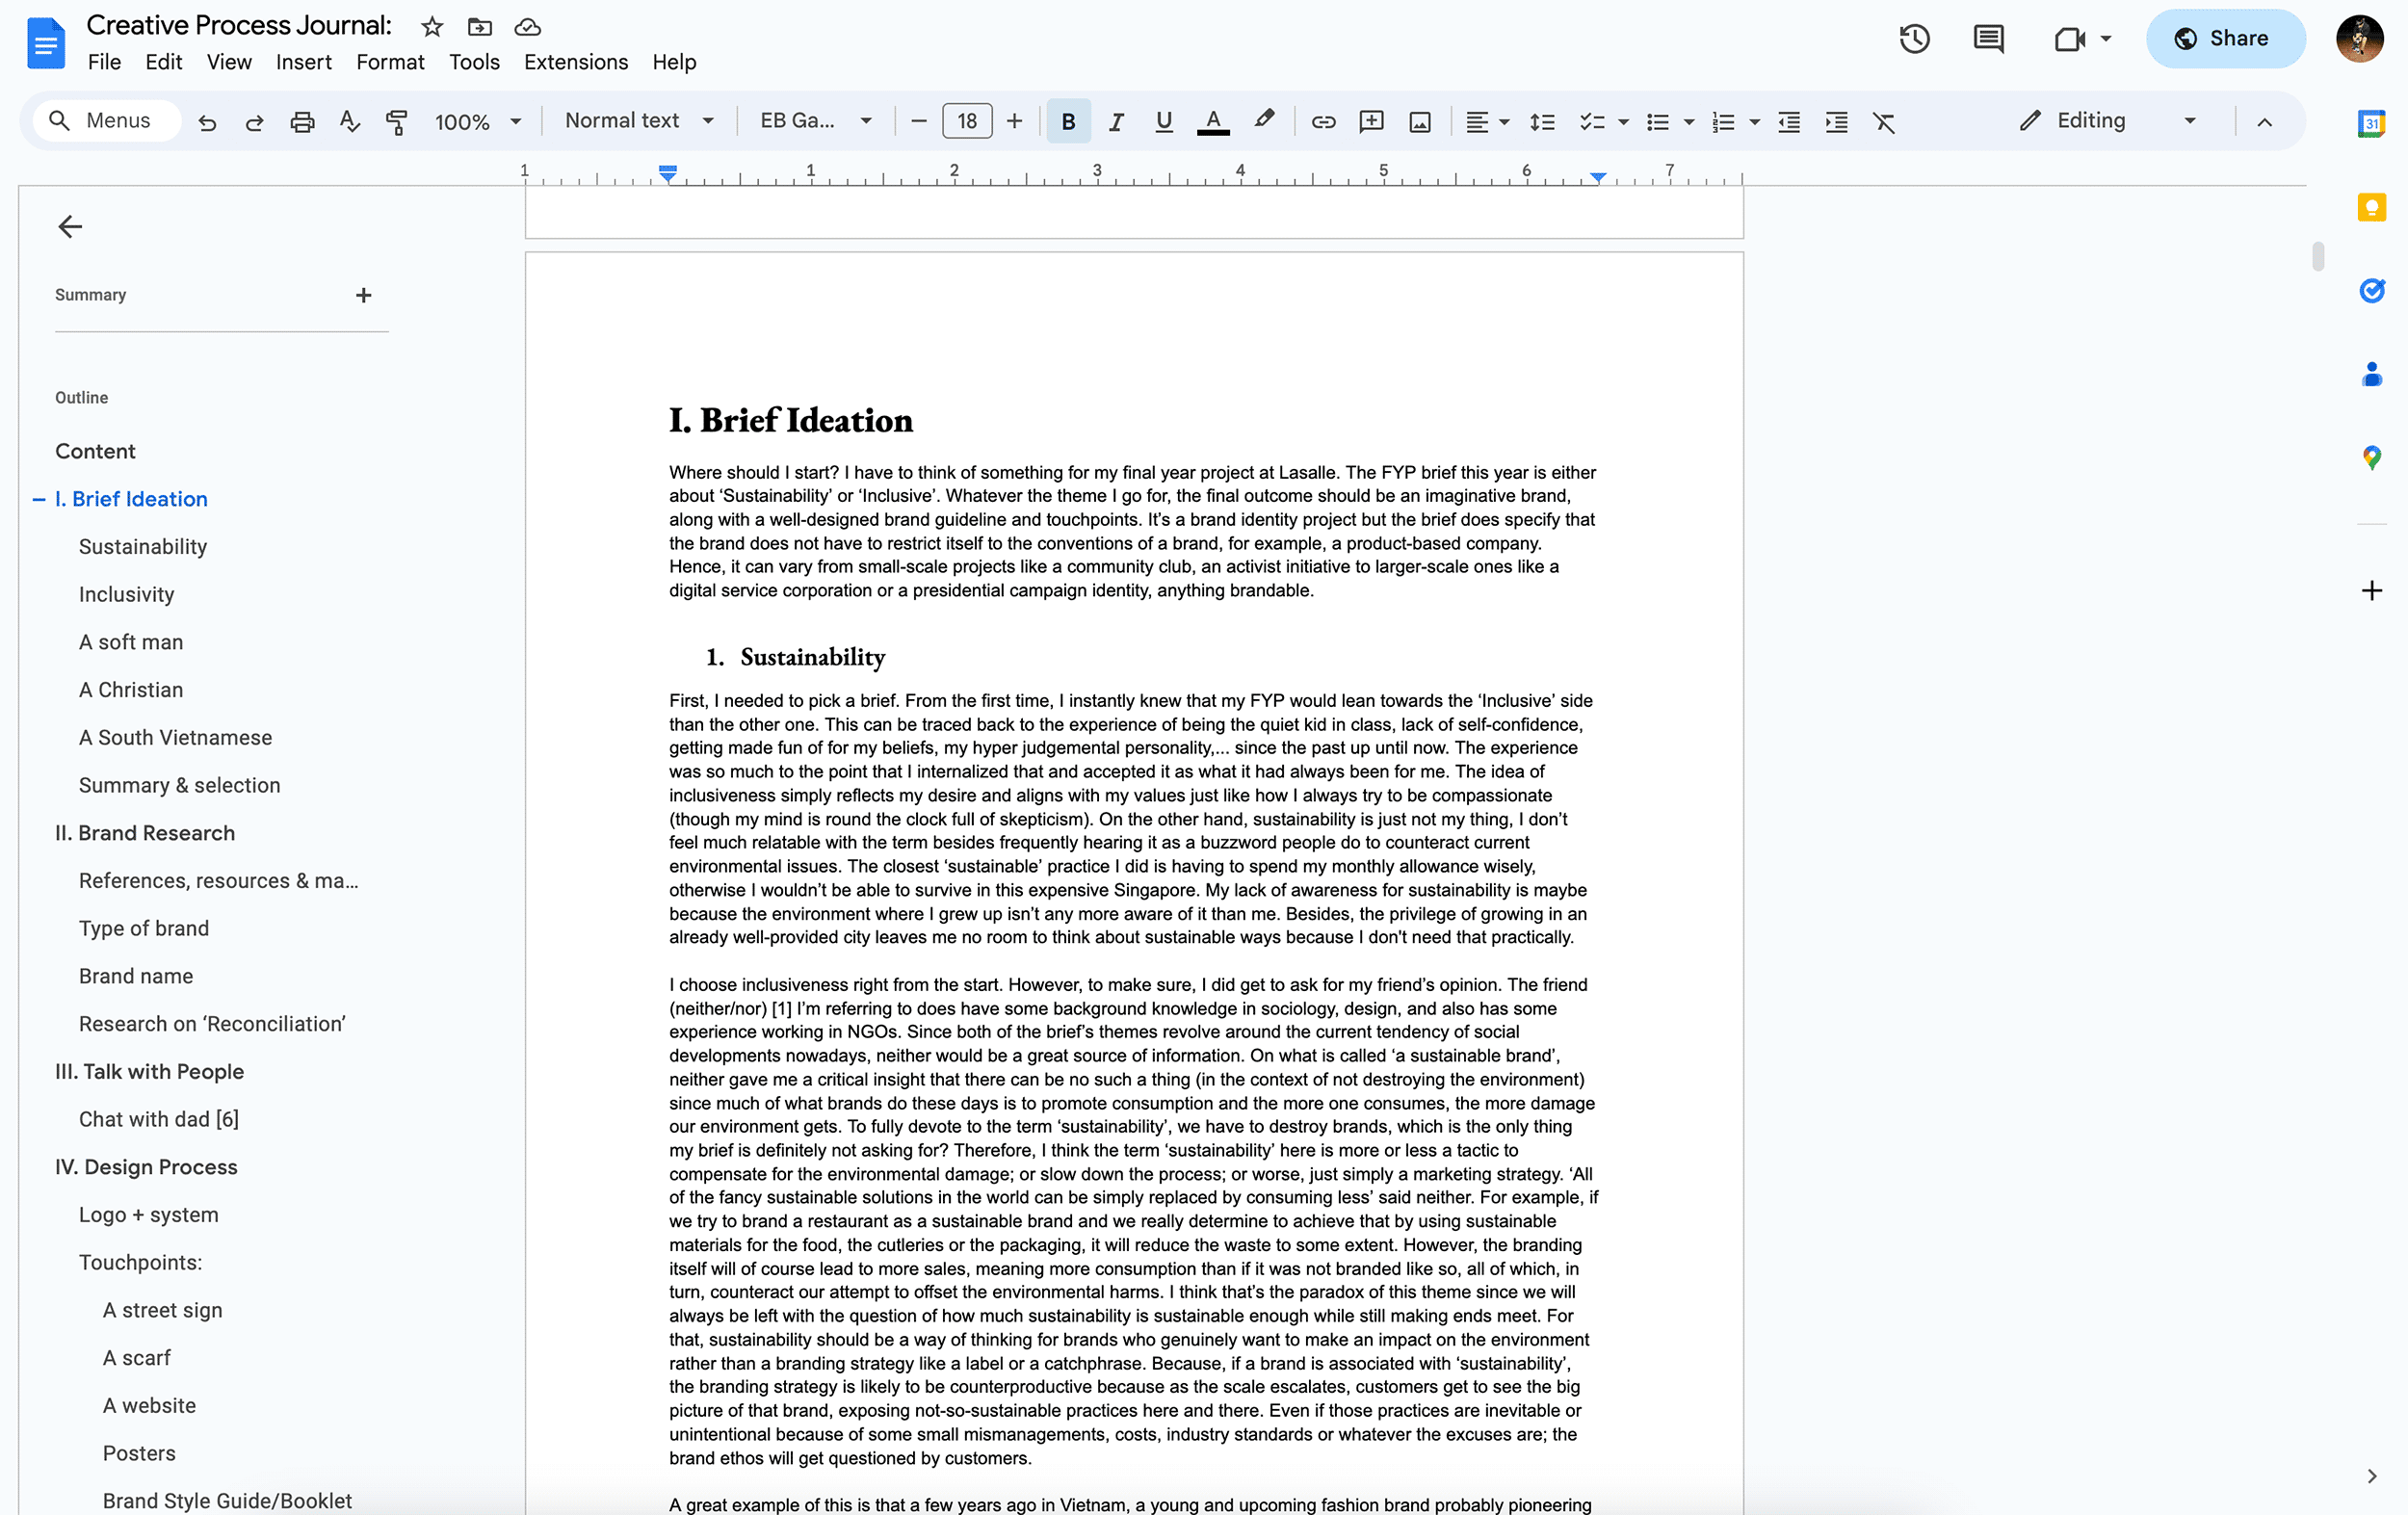 Creative Process Journal:
File Edit View Insert Format Tools Extensions Help
Share
Menus 100% Normal text EB Ga... 18 B I U A Editing
31
1 1 2 3 4 5 6 7
Summary
Outline
Content
I. Brief Ideation
Sustainability
Inclusivity
A soft man
A Christian
A South Vietnamese
Summary & selection
II. Brand Research
References, resources & ma...
Type of brand
Brand name
Research on ‘Reconciliation’
III. Talk with People
Chat with dad [6]
IV. Design Process
Logo + system
Touchpoints:
A street sign
A scarf
A website
Posters
Brand Style Guide/Booklet
I. Brief Ideation
Where should I start? I have to think of something for my final year project at Lasalle. The FYP brief this year is either
about ‘Sustainability’ or ‘Inclusive’. Whatever the theme I go for, the final outcome should be an imaginative brand,
along with a well-designed brand guideline and touchpoints. It’s a brand identity project but the brief does specify that
the brand does not have to restrict itself to the conventions of a brand, for example, a product-based company.
Hence, it can vary from small-scale projects like a community club, an activist initiative to larger-scale ones like a
digital service corporation or a presidential campaign identity, anything brandable.
1. Sustainability
First, I needed to pick a brief. From the first time, I instantly knew that my FYP would lean towards the ‘Inclusive’ side
than the other one. This can be traced back to the experience of being the quiet kid in class, lack of self-confidence,
getting made fun of for my beliefs, my hyper judgemental personality,... since the past up until now. The experience
was so much to the point that I internalized that and accepted it as what it had always been for me. The idea of
inclusiveness simply reflects my desire and aligns with my values just like how I always try to be compassionate
(though my mind is round the clock full of skepticism). On the other hand, sustainability is just not my thing, I don’t
feel much relatable with the term besides frequently hearing it as a buzzword people do to counteract current
environmental issues. The closest ‘sustainable’ practice I did is having to spend my monthly allowance wisely,
otherwise I wouldn’t be able to survive in this expensive Singapore. My lack of awareness for sustainability is maybe
because the environment where I grew up isn’t any more aware of it than me. Besides, the privilege of growing in an
already well-provided city leaves me no room to think about sustainable ways because I don't need that practically.
I choose inclusiveness right from the start. However, to make sure, I did get to ask for my friend’s opinion. The friend
(neither/nor) [1] I’m referring to does have some background knowledge in sociology, design, and also has some
experience working in NGOs. Since both of the brief’s themes revolve around the current tendency of social
developments nowadays, neither would be a great source of information. On what is called ‘a sustainable brand’,
neither gave me a critical insight that there can be no such a thing (in the context of not destroying the environment)
since much of what brands do these days is to promote consumption and the more one consumes, the more damage
our environment gets. To fully devote to the term ‘sustainability’, we have to destroy brands, which is the only thing
my brief is definitely not asking for? Therefore, I think the term ‘sustainability’ here is more or less a tactic to
compensate for the environmental damage; or slow down the process; or worse, just simply a marketing strategy. ‘All
of the fancy sustainable solutions in the world can be simply replaced by consuming less’ said neither. For example, if
we try to brand a restaurant as a sustainable brand and we really determine to achieve that by using sustainable
materials for the food, the cutleries or the packaging, it will reduce the waste to some extent. However, the branding
itself will of course lead to more sales, meaning more consumption than if it was not branded like so, all of which, in
turn, counteract our attempt to offset the environmental harms. I think that’s the paradox of this theme since we will
always be left with the question of how much sustainability is sustainable enough while still making ends meet. For
that, sustainability should be a way of thinking for brands who genuinely want to make an impact on the environment
rather than a branding strategy like a label or a catchphrase. Because, if a brand is associated with ‘sustainability’,
the branding strategy is likely to be counterproductive because as the scale escalates, customers get to see the big
picture of that brand, exposing not-so-sustainable practices here and there. Even if those practices are inevitable or
unintentional because of some small mismanagements, costs, industry standards or whatever the excuses are; the
brand ethos will get questioned by customers.
A great example of this is that a few years ago in Vietnam, a young and upcoming fashion brand probably pioneering